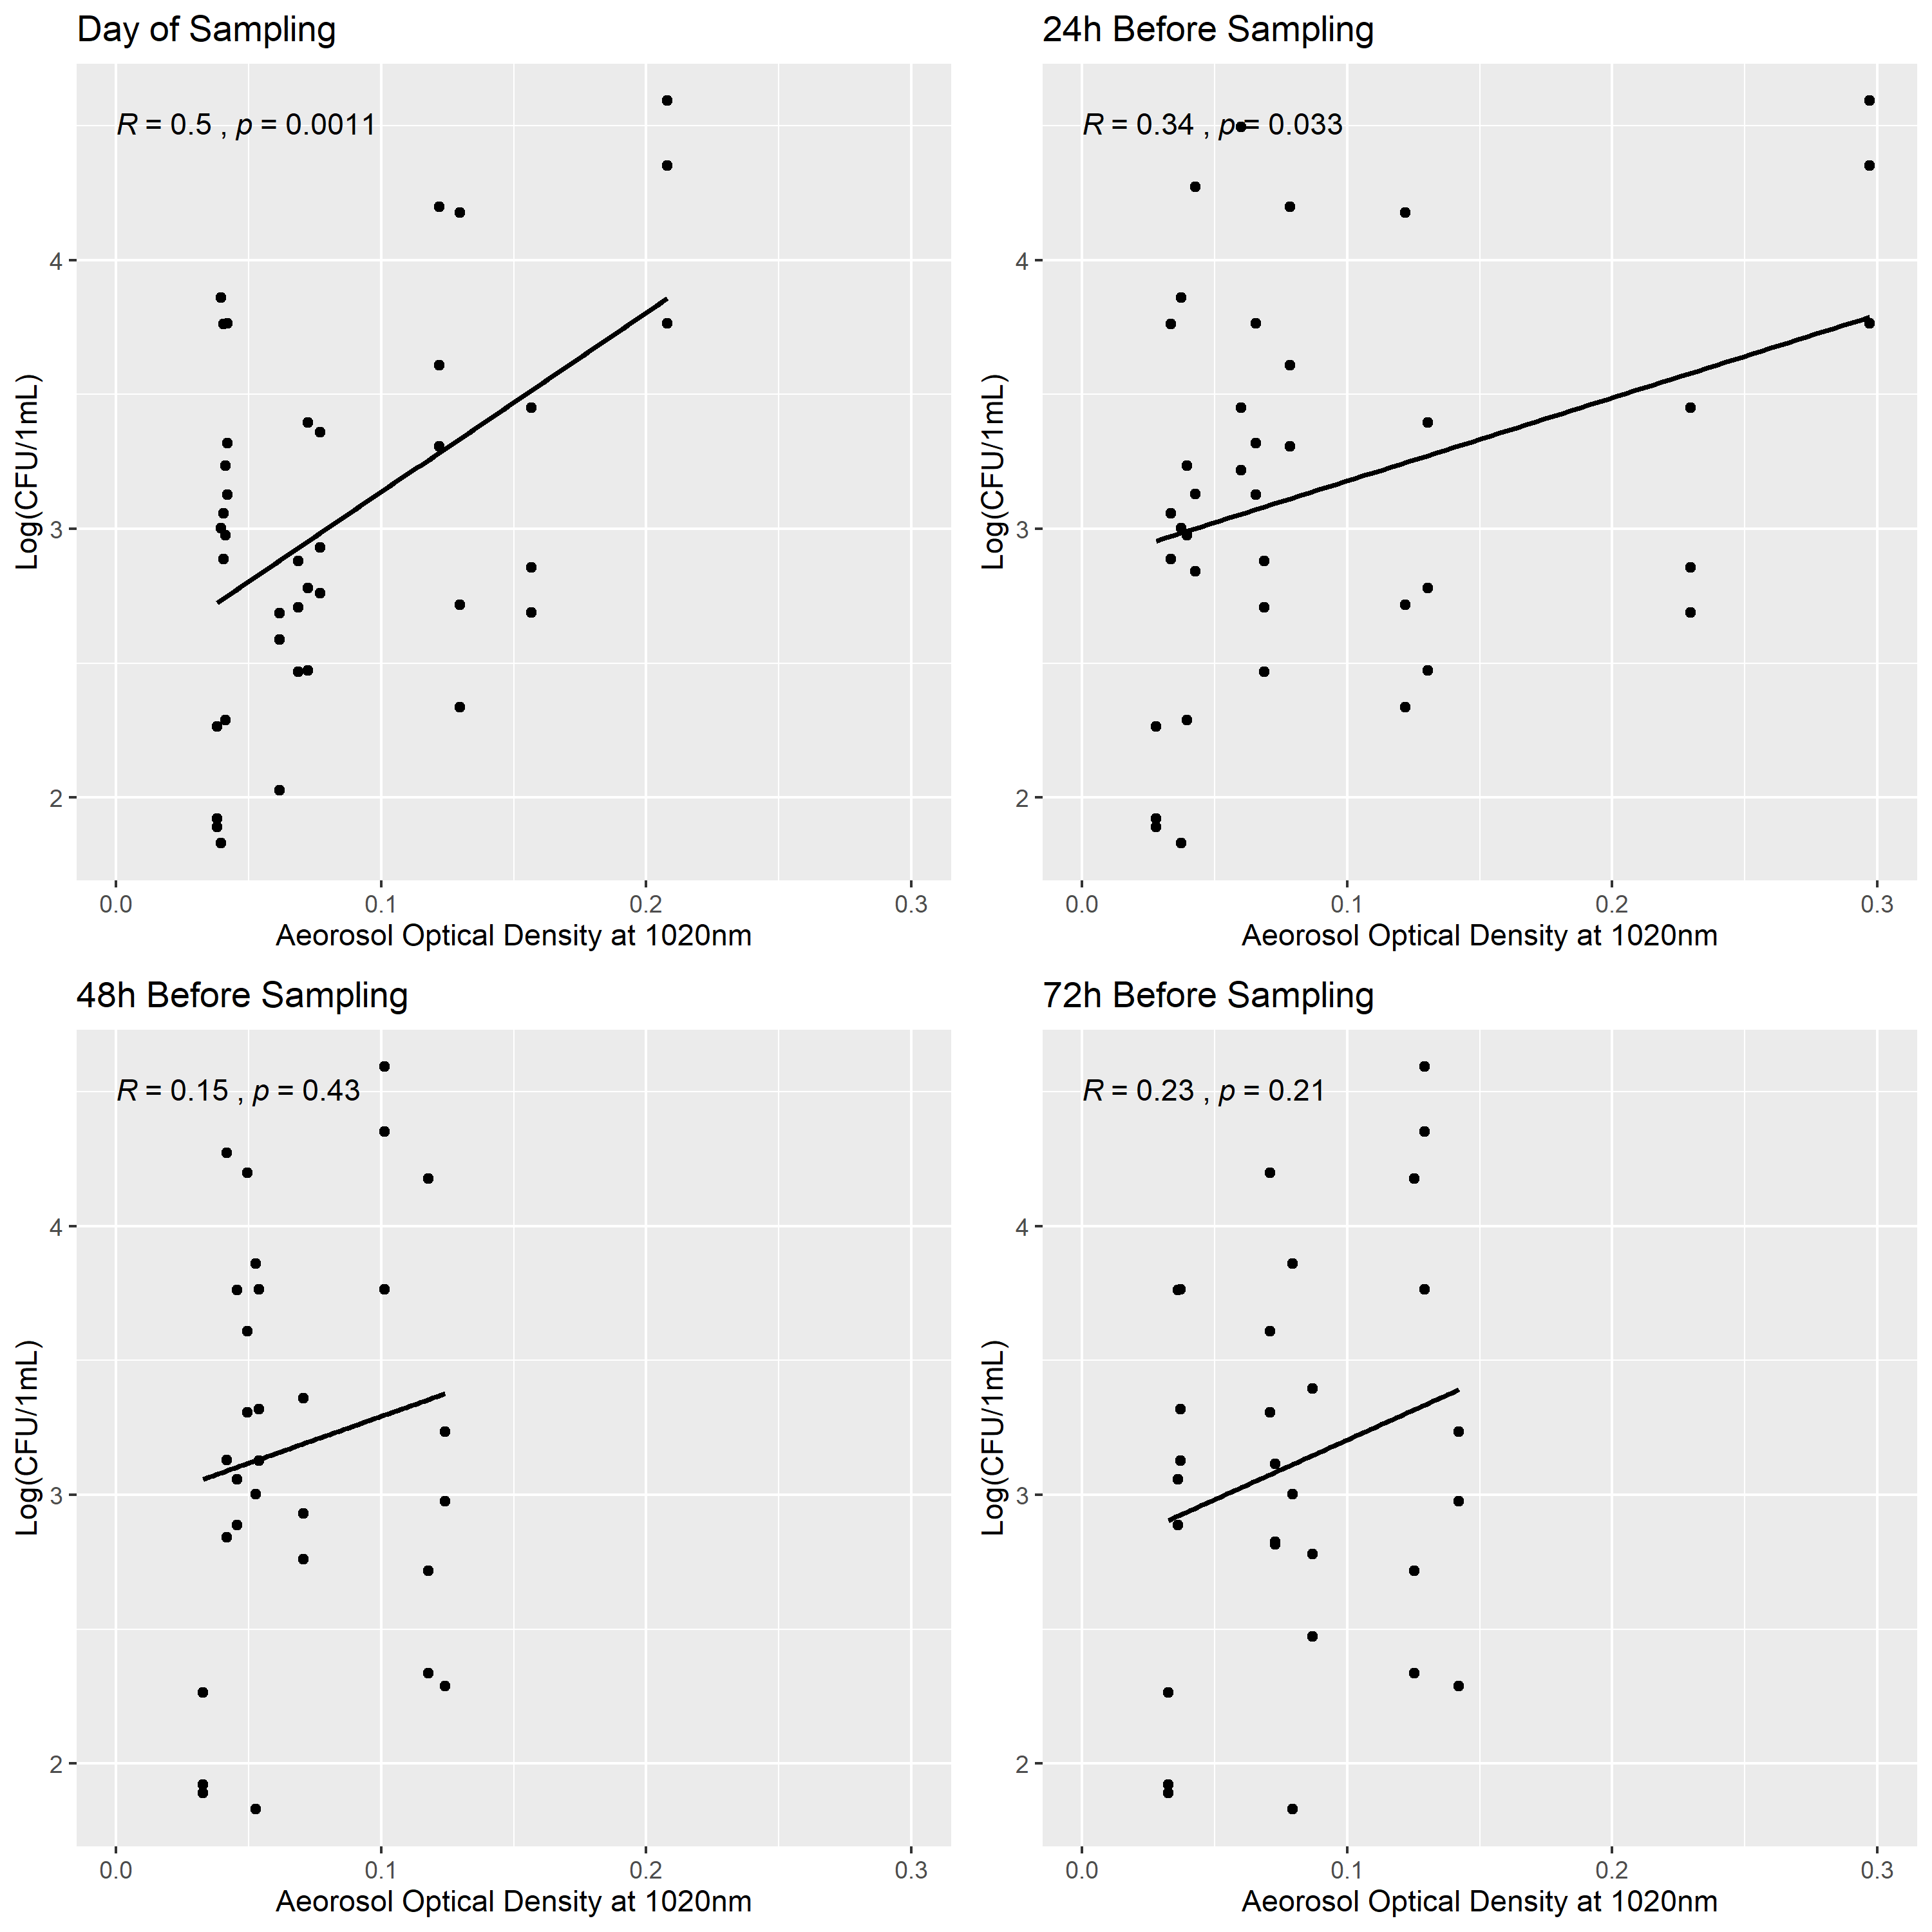 Day of Sampling
R = 0.5 , p = 0.0011
4
3
2
Log(CFU/1mL)
0.0 0.1 0.2 0.3
Aeorosol Optical Density at 1020nm
24h Before Sampling
R = 0.34 , p = 0.033
4
3
2
Log(CFU/1mL)
0.0 0.1 0.2 0.3
Aeorosol Optical Density at 1020nm
48h Before Sampling
R = 0.15 , p = 0.43
4
3
2
Log(CFU/1mL)
0.0 0.1 0.2 0.3
Aeorosol Optical Density at 1020nm
72h Before Sampling
R = 0.23 , p = 0.21
4
3
2
Log(CFU/1mL)
0.0 0.1 0.2 0.3
Aeorosol Optical Density at 1020nm